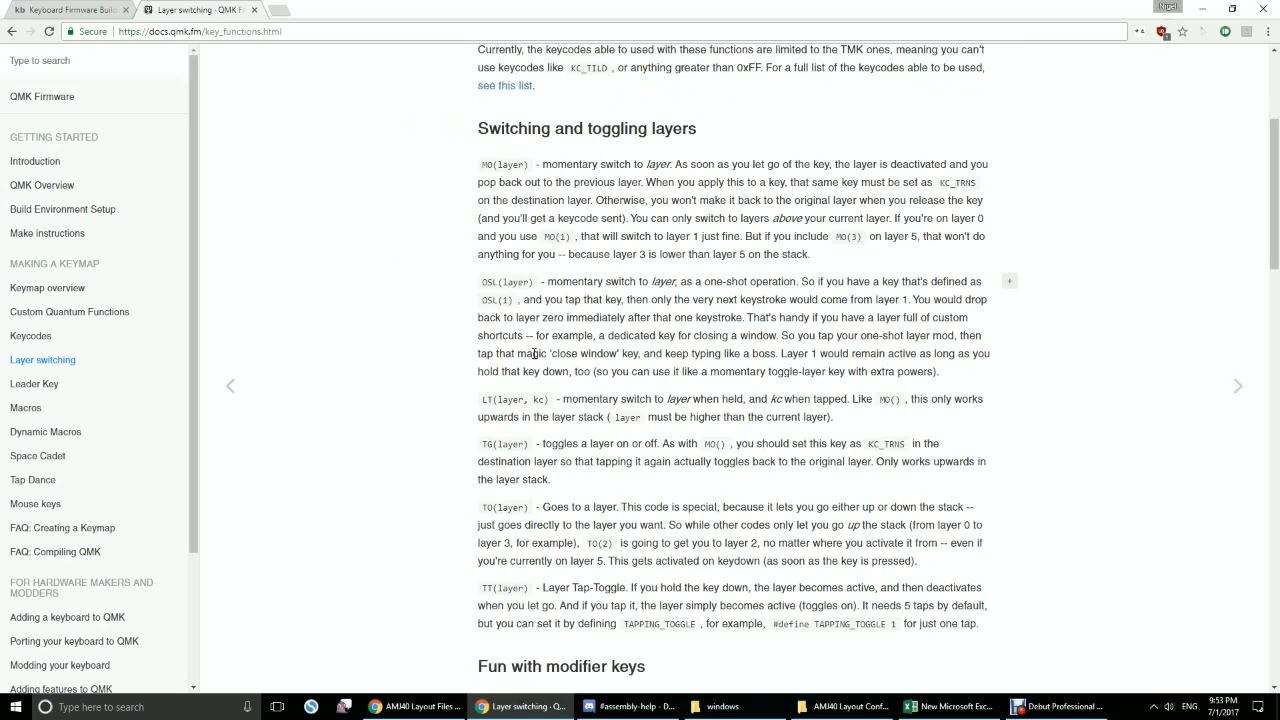 Keyboard Firmware Build
Layer switching · QMK F
Nigel
Secure
https://docs.qmk.fm/key_functions.html
Type to search
QMK Firmware
GETTING STARTED
Introduction
QMK Overview
Build Environment Setup
Make instructions
MAKING A KEYMAP
Keymap overview
Custom Quantum Functions
Keycodes
Layer switching
Leader Key
Macros
Dynamic Macros
Space Cadet
Tap Dance
Mouse keys
FAQ: Creating a Keymap
FAQ: Compiling QMK
FOR HARDWARE MAKERS AND
MODDERS
Adding a keyboard to QMK
Porting your keyboard to QMK
Modding your keyboard
Adding features to QMK
Currently, the keycodes able to used with these functions are limited to the TMK ones, meaning you can't
use keycodes like KC_TILD, or anything greater than 0xFF. For a full list of the keycodes able to be used,
see this list.
Switching and toggling layers
MO(layer) - momentary switch to layer. As soon as you let go of the key, the layer is deactivated and you
pop back out to the previous layer. When you apply this to a key, that same key must be set as KC_TRNS
on the destination layer. Otherwise, you won't make it back to the original layer when you release the key
(and you'll get a keycode sent). You can only switch to layers above your current layer. If you're on layer 0
and you use MO(1), that will switch to layer 1 just fine. But if you include MO(3) on layer 5, that won't do
anything for you -- because layer 3 is lower than layer 5 on the stack.
OSL(layer) - momentary switch to layer, as a one-shot operation. So if you have a key that's defined as
OSL(1), and you tap that key, then only the very next keystroke would come from layer 1. You would drop
back to layer zero immediately after that one keystroke. That's handy if you have a layer full of custom
shortcuts -- for example, a dedicated key for closing a window. So you tap your one-shot layer mod, then
tap that magic 'close window' key, and keep typing like a boss. Layer 1 would remain active as long as you
hold that key down, too (so you can use it like a momentary toggle-layer key with extra powers).
LT(layer, kc) - momentary switch to layer when held, and kc when tapped. Like MO(), this only works
upwards in the layer stack (layer must be higher than the current layer).
TG(layer) - toggles a layer on or off. As with MO(), you should set this key as KC_TRNS in the
destination layer so that tapping it again actually toggles back to the original layer. Only works upwards in
the layer stack.
TO(layer) - Goes to a layer. This code is special, because it lets you go either up or down the stack --
just goes directly to the layer you want. So while other codes only let you go up the stack (from layer 0 to
layer 3, for example), TO(2) is going to get you to layer 2, no matter where you activate it from -- even if
you're currently on layer 5. This gets activated on keydown (as soon as the key is pressed).
TT(layer) - Layer Tap-Toggle. If you hold the key down, the layer becomes active, and then deactivates
when you let go. And if you tap it, the layer simply becomes active (toggles on). It needs 5 taps by default,
but you can set it by defining TAPPING_TOGGLE, for example, #define TAPPING_TOGGLE 1 for just one tap.
Fun with modifier keys
Type here to search
AMJ40 Layout Files ...
Layer switching · Q...
#assembly-help - D...
windows
AMJ40 Layout Conf...
New Microsoft Exc...
Debut Professional ...
ENG
9:53 PM
7/1/2017